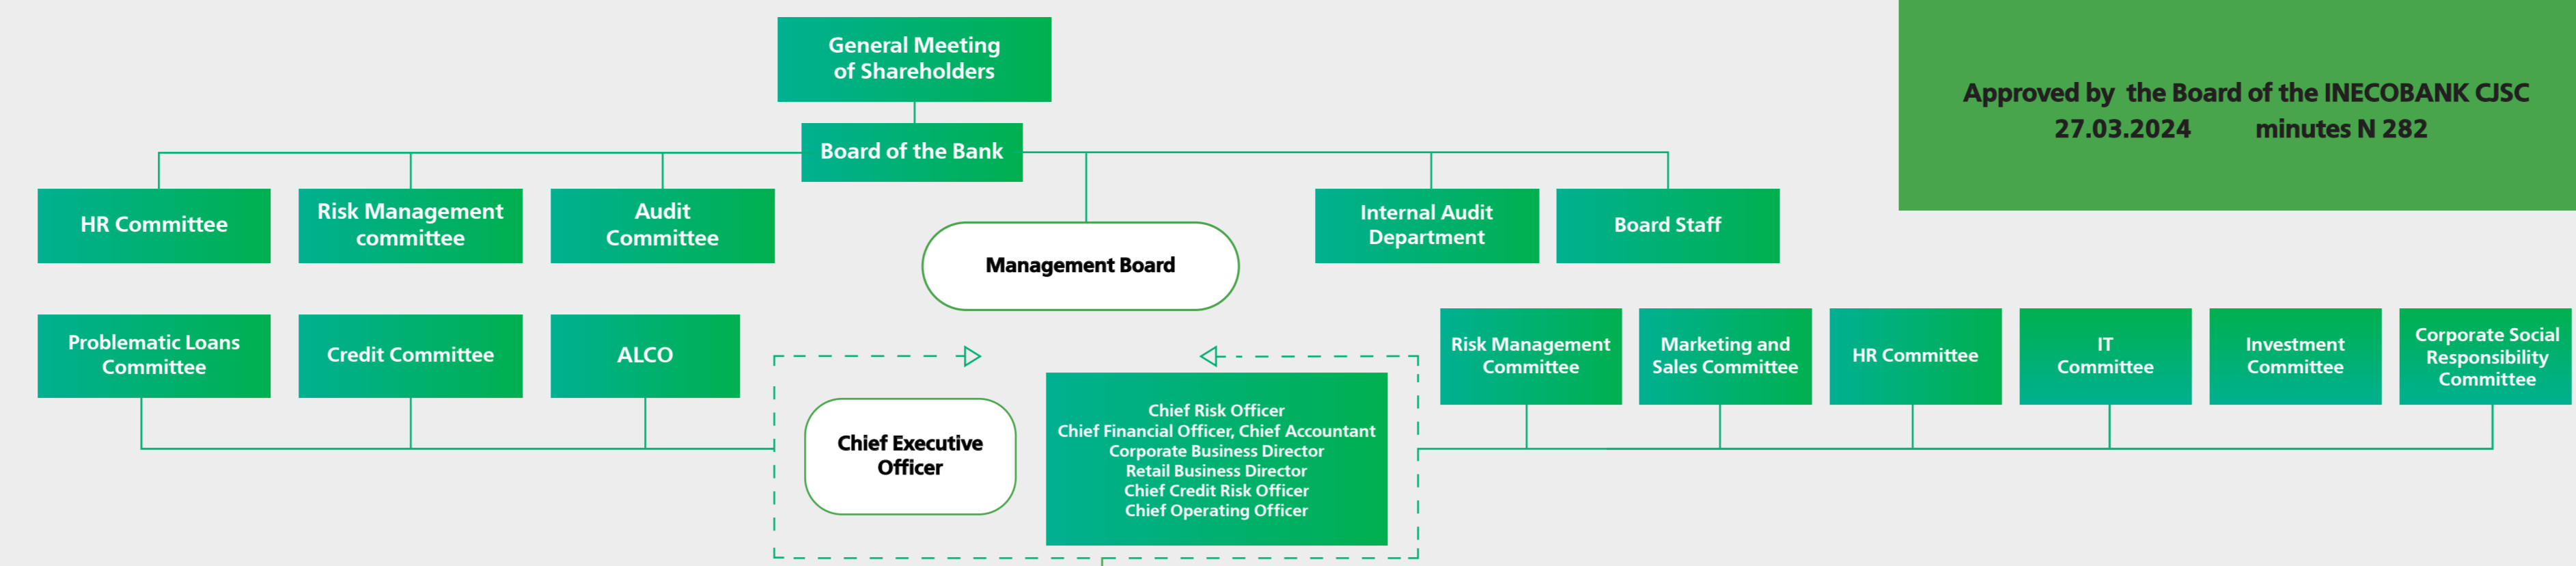 General Meeting
of Shareholders
Approved by the Board of the INECOBANK CJSC
27.03.2024 minutes N 282
Board of the Bank
HR Committee
Risk Management
committee
Audit
Committee
Management Board
Internal Audit
Department
Board Staff
Problematic Loans
Committee
Credit Committee
ALCO
Chief Executive
Officer
Chief Risk Officer
Chief Financial Officer, Chief Accountant
Corporate Business Director
Retail Business Director
Chief Credit Risk Officer
Chief Operating Officer
Risk Management
Committee
Marketing and
Sales Committee
HR Committee
IT
Committee
Investment
Committee
Corporate Social
Responsibility
Committee